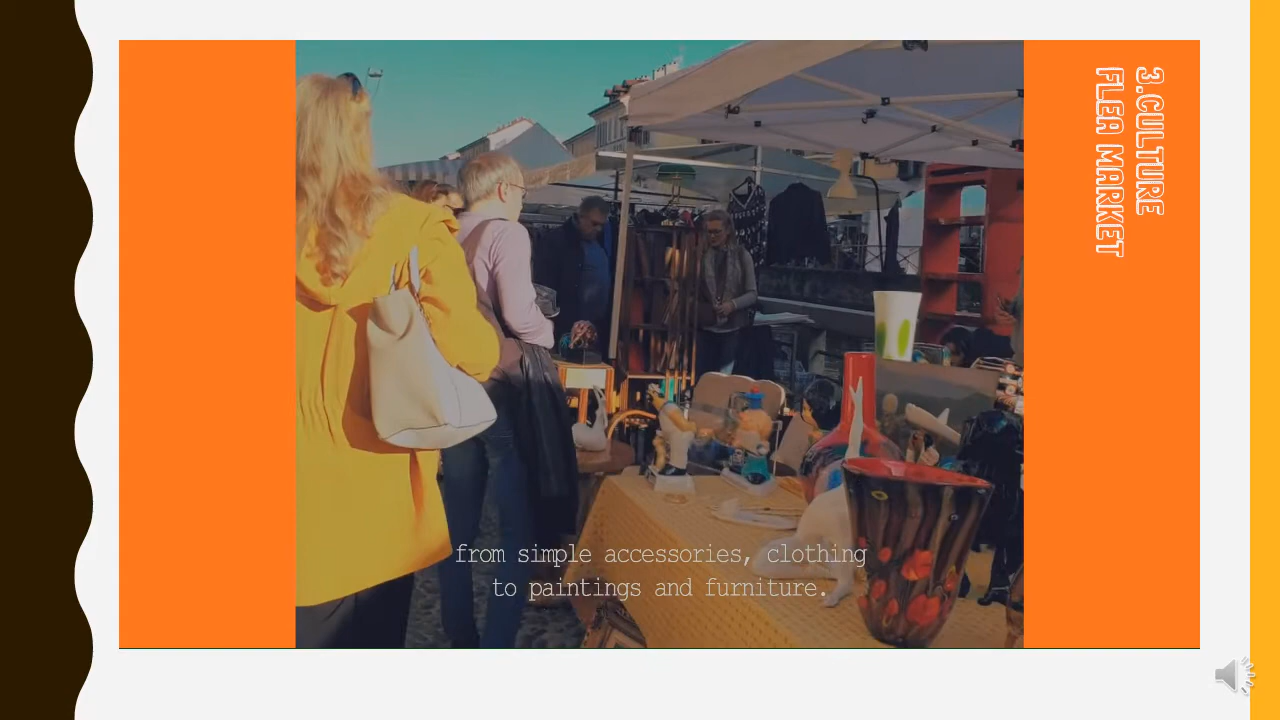 3.CULTURE
FLEA MARKET
from simple accessories, clothing
to paintings and furniture.